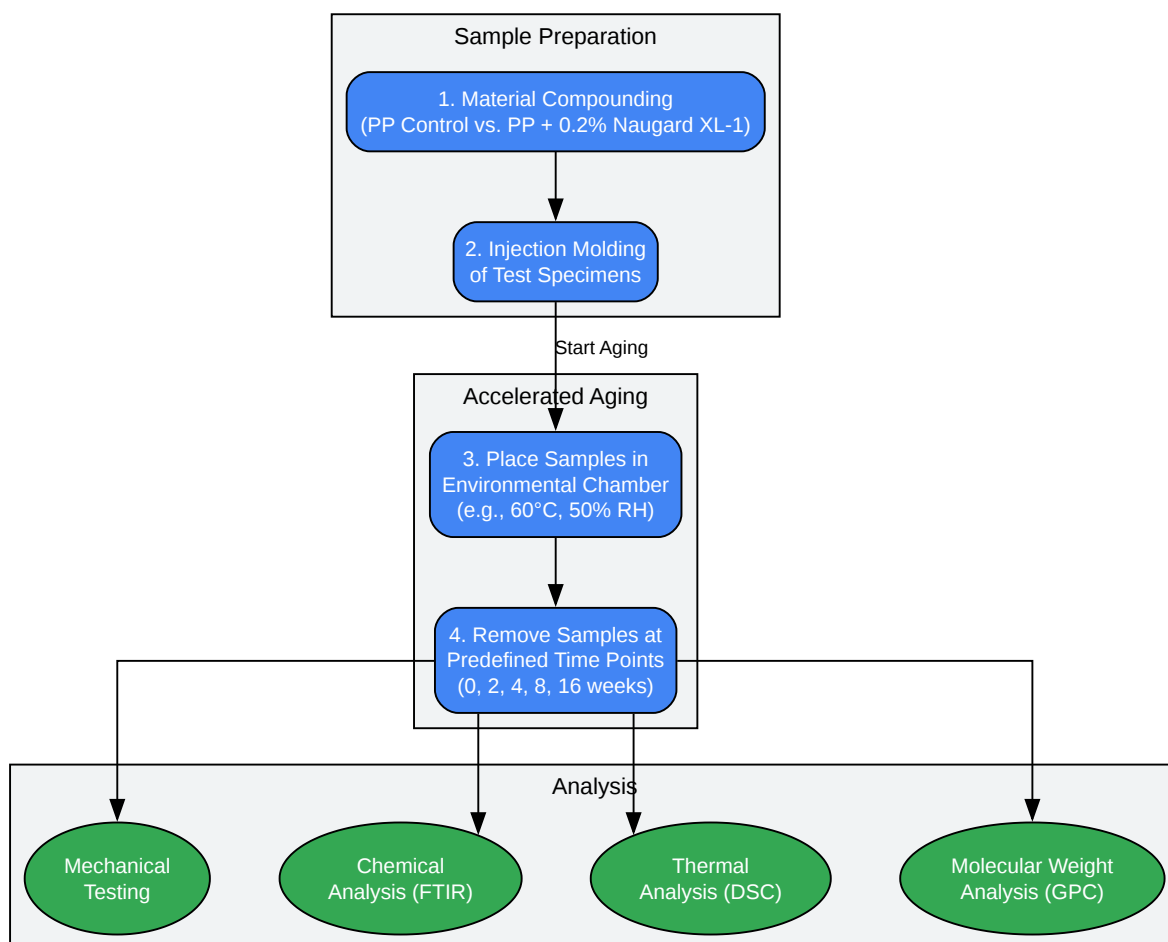 Sample Preparation
1. Material Compounding
(PP Control vs. PP + 0.2% Naugard XL-1)
2. Injection Molding
of Test Specimens
Start Aging
Accelerated Aging
3. Place Samples in
Environmental Chamber
(e.g., 60°C, 50% RH)
4. Remove Samples at
Predefined Time Points
(0, 2, 4, 8, 16 weeks)
Analysis
Mechanical
Testing
Chemical
Analysis (FTIR)
Thermal
Analysis (DSC)
Molecular Weight
Analysis (GPC)